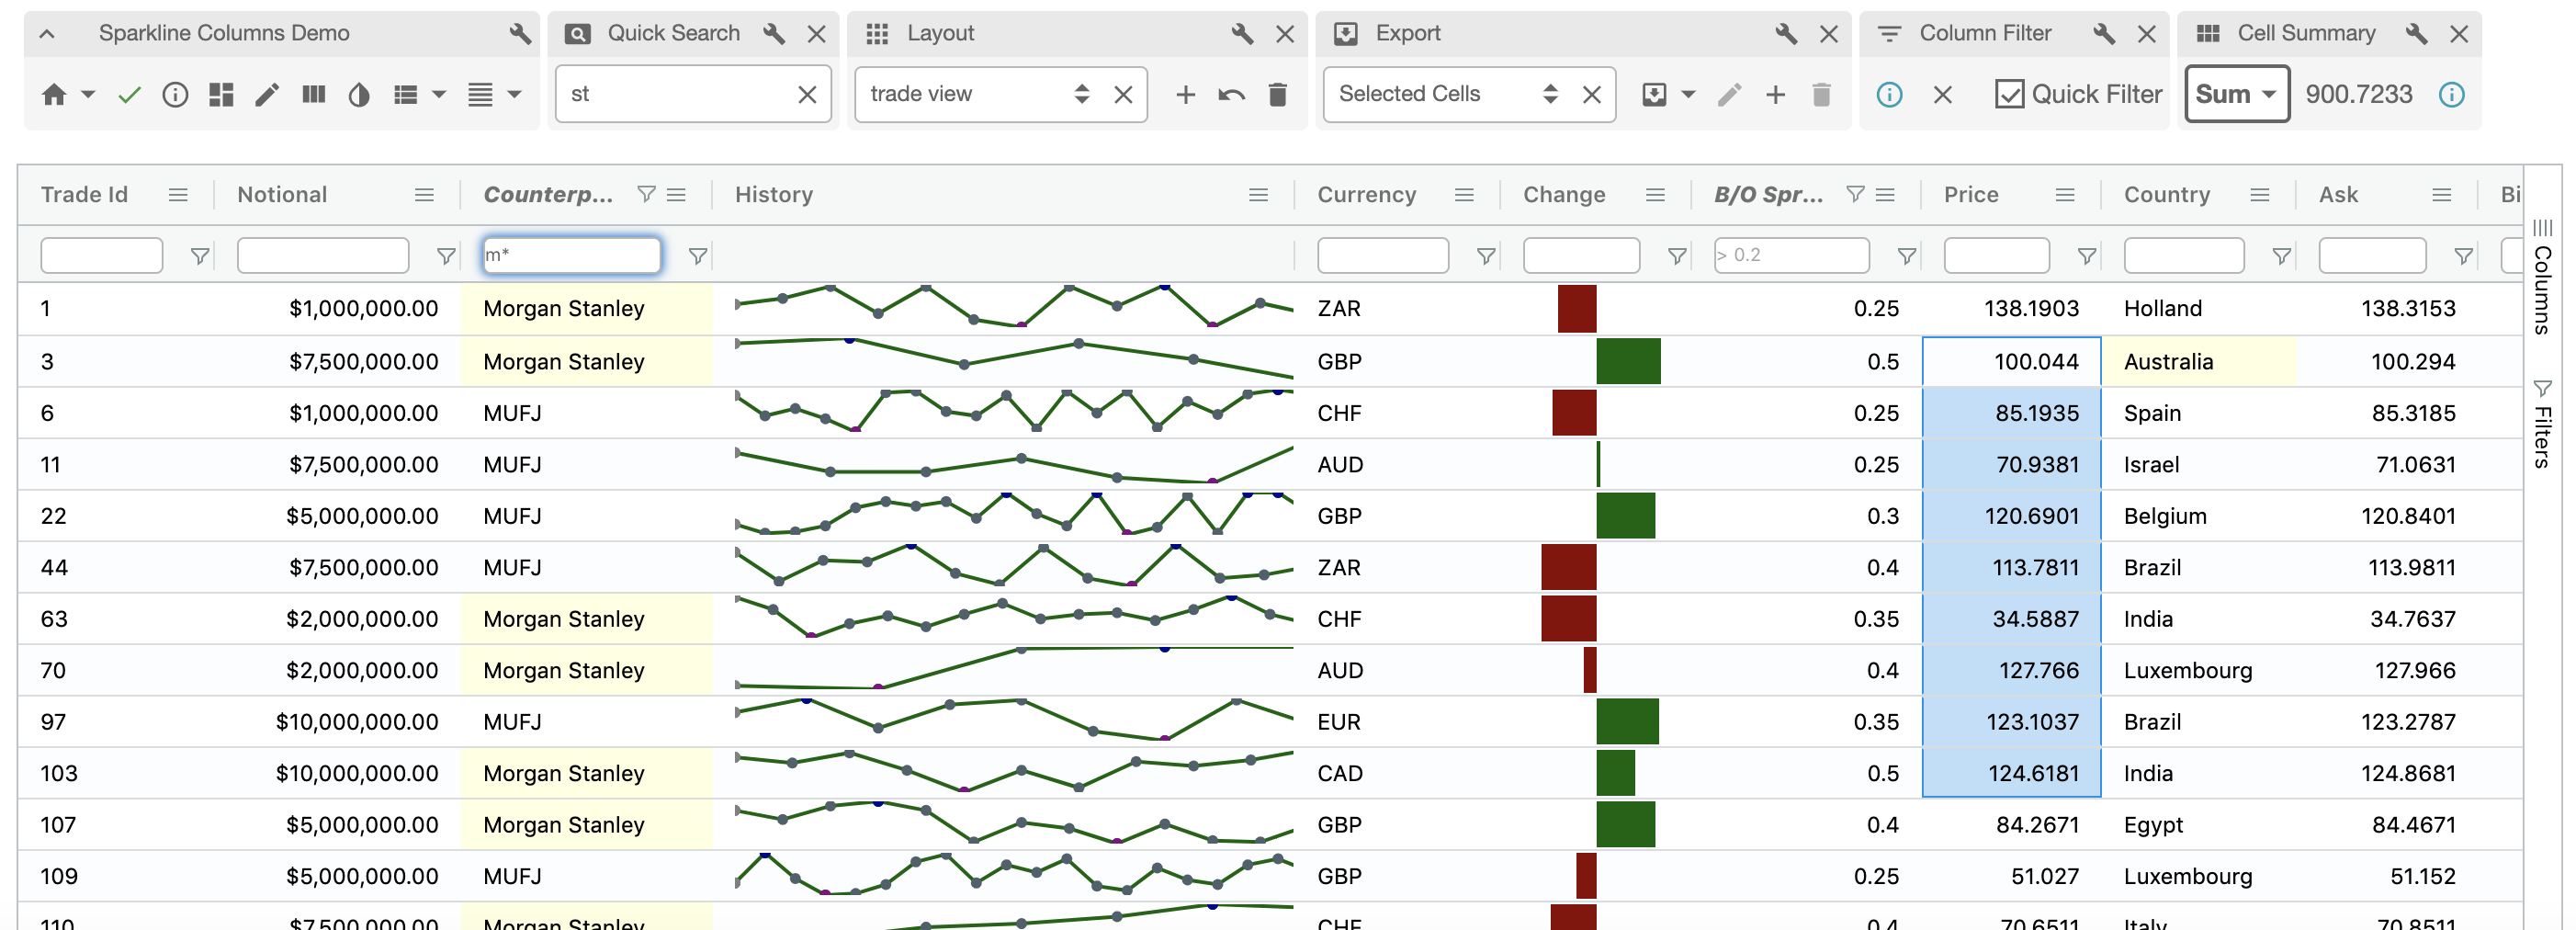 Sparkline Columns Demo Quick Search Layout Export Column Filter Cell Summary
st trade view Selected Cells Quick Filter Sum 900.7233
Trade Id Notional Counterp... History Currency Change B/O Spr... Price Country Ask Bi
m* > 0.2
1 $1,000,000.00 Morgan Stanley ZAR 0.25 138.1903 Holland 138.3153
3 $7,500,000.00 Morgan Stanley GBP 0.5 100.044 Australia 100.294
6 $1,000,000.00 MUFJ CHF 0.25 85.1935 Spain 85.3185
11 $7,500,000.00 MUFJ AUD 0.25 70.9381 Israel 71.0631
22 $5,000,000.00 MUFJ GBP 0.3 120.6901 Belgium 120.8401
44 $7,500,000.00 MUFJ ZAR 0.4 113.7811 Brazil 113.9811
63 $2,000,000.00 Morgan Stanley CHF 0.35 34.5887 India 34.7637
70 $2,000,000.00 Morgan Stanley AUD 0.4 127.766 Luxembourg 127.966
97 $10,000,000.00 MUFJ EUR 0.35 123.1037 Brazil 123.2787
103 $10,000,000.00 Morgan Stanley CAD 0.5 124.6181 India 124.8681
107 $5,000,000.00 Morgan Stanley GBP 0.4 84.2671 Egypt 84.4671
109 $5,000,000.00 MUFJ GBP 0.25 51.027 Luxembourg 51.152
110 $7,500,000.00 Morgan Stanley CHF 0.4 70.6511 Italy 70.8511
Columns
Filters